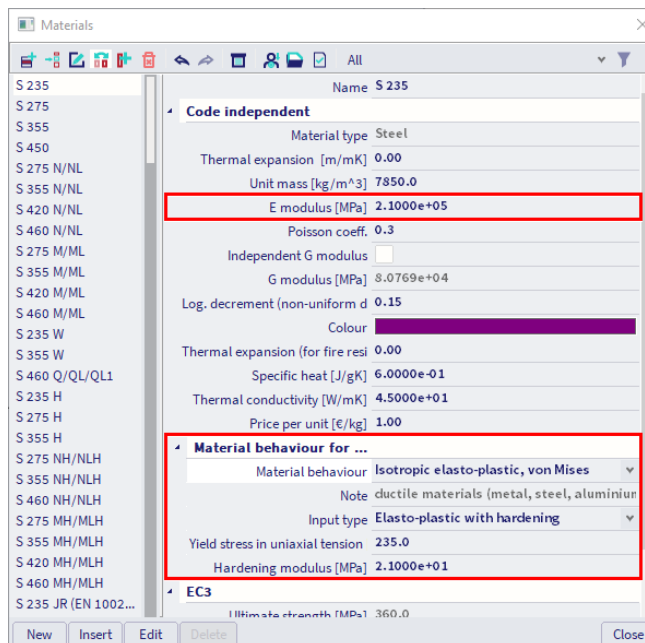 Materials
All
S 235
S 275
S 355
S 450
S 275 N/NL
S 355 N/NL
S 420 N/NL
S 460 N/NL
S 275 M/ML
S 355 M/ML
S 420 M/ML
S 460 M/ML
S 235 W
S 355 W
S 460 Q/QL/QL1
S 235 H
S 275 H
S 355 H
S 275 NH/NLH
S 355 NH/NLH
S 460 NH/NLH
S 275 MH/MLH
S 355 MH/MLH
S 420 MH/MLH
S 460 MH/MLH
S 235 JR (EN 1002...
Name S 235
Code independent
Material type Steel
Thermal expansion [m/mK] 0.00
Unit mass [kg/m^3] 7850.0
E modulus [MPa] 2.1000e+05
Poisson coeff. 0.3
Independent G modulus
G modulus [MPa] 8.0769e+04
Log. decrement (non-uniform d 0.15
Colour
Thermal expansion (for fire resi 0.00
Specific heat [J/gK] 6.0000e-01
Thermal conductivity [W/mK] 4.5000e+01
Price per unit [€/kg] 1.00
Material behaviour for ...
Material behaviour Isotropic elasto-plastic, von Mises
Note ductile materials (metal, steel, aluminiun
Input type Elasto-plastic with hardening
Yield stress in uniaxial tension 235.0
Hardening modulus [MPa] 2.1000e+01
EC3
Ultimate strength [MPa] 360.0
New Insert Edit Delete Close